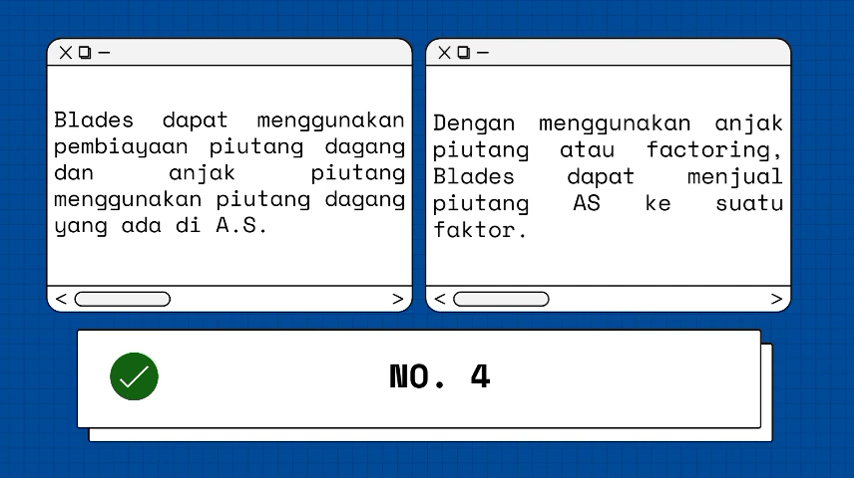 Blades dapat menggunakan
pembiayaan piutang dagang
dan anjak piutang
menggunakan piutang dagang
yang ada di A.S.
Dengan menggunakan anjak
piutang atau factoring,
Blades dapat menjual
piutang AS ke suatu
faktor.
NO. 4